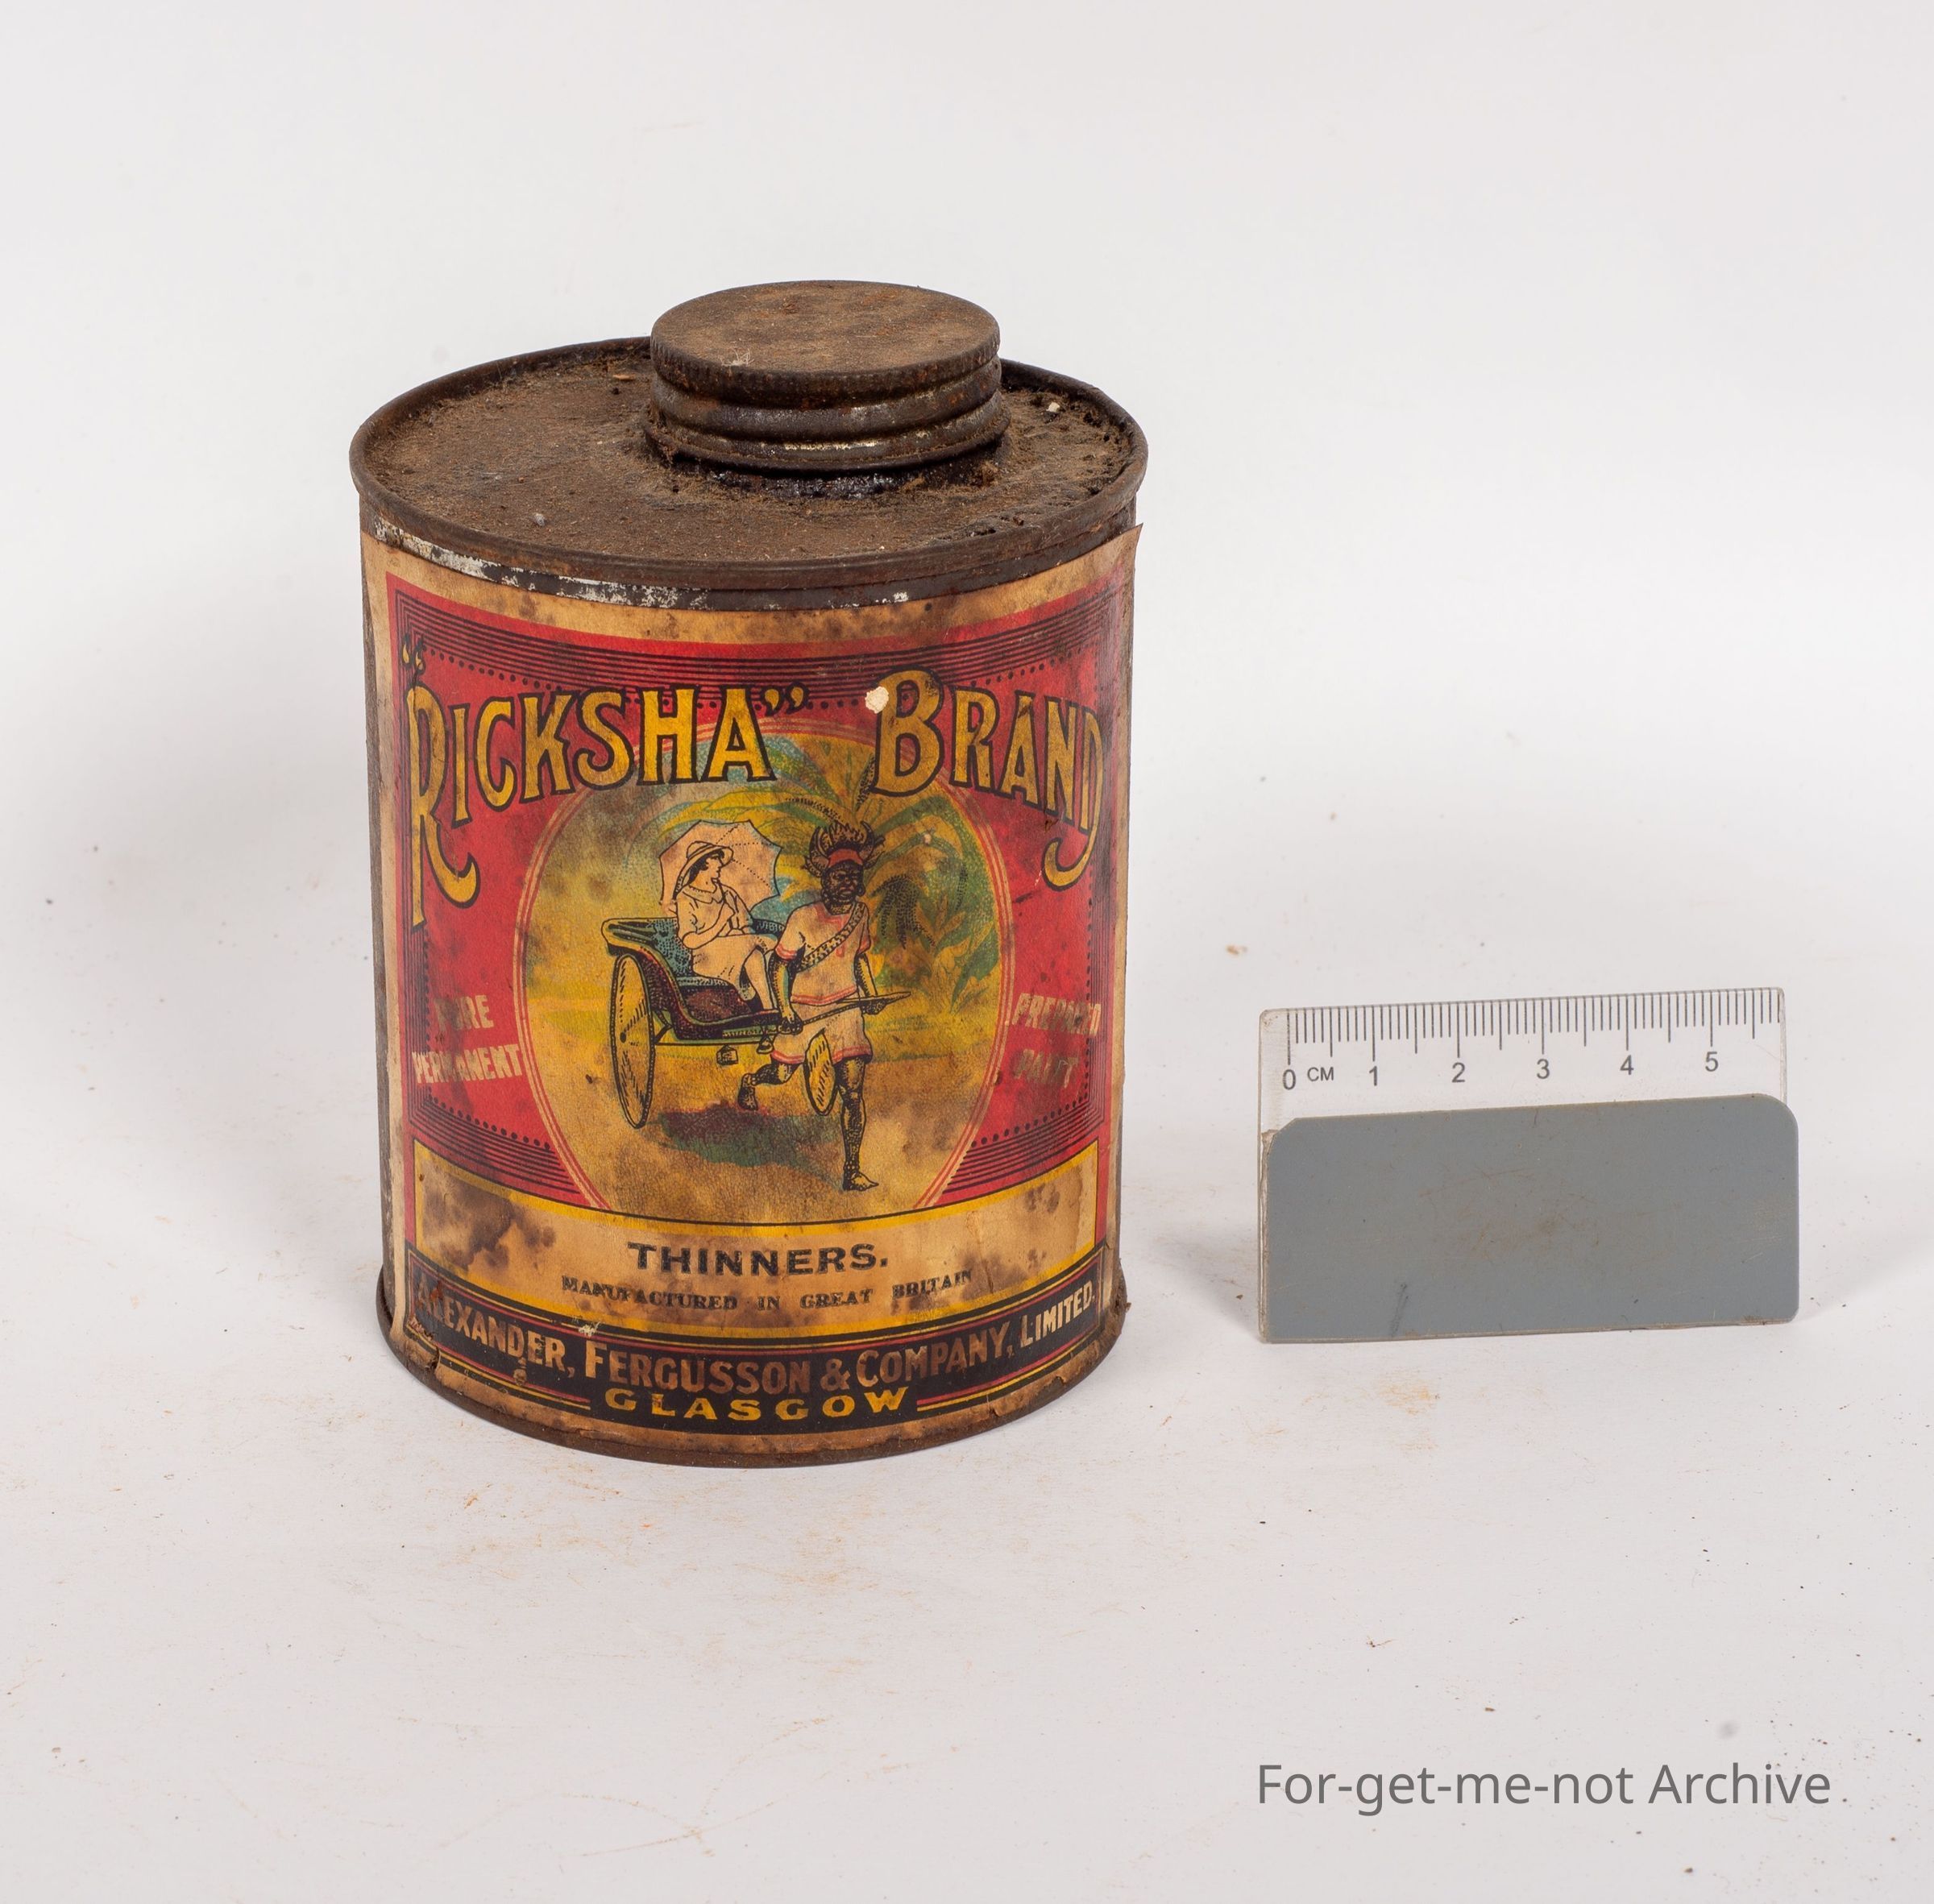 "RICKSHA" BRAND
PURE PREPARED
PERMANENT PAINT
THINNERS.
MANUFACTURED IN GREAT BRITAIN
ALEXANDER, FERGUSSON & COMPANY, LIMITED.
GLASGOW
0 CM 1 2 3 4 5
For-get-me-not Archive